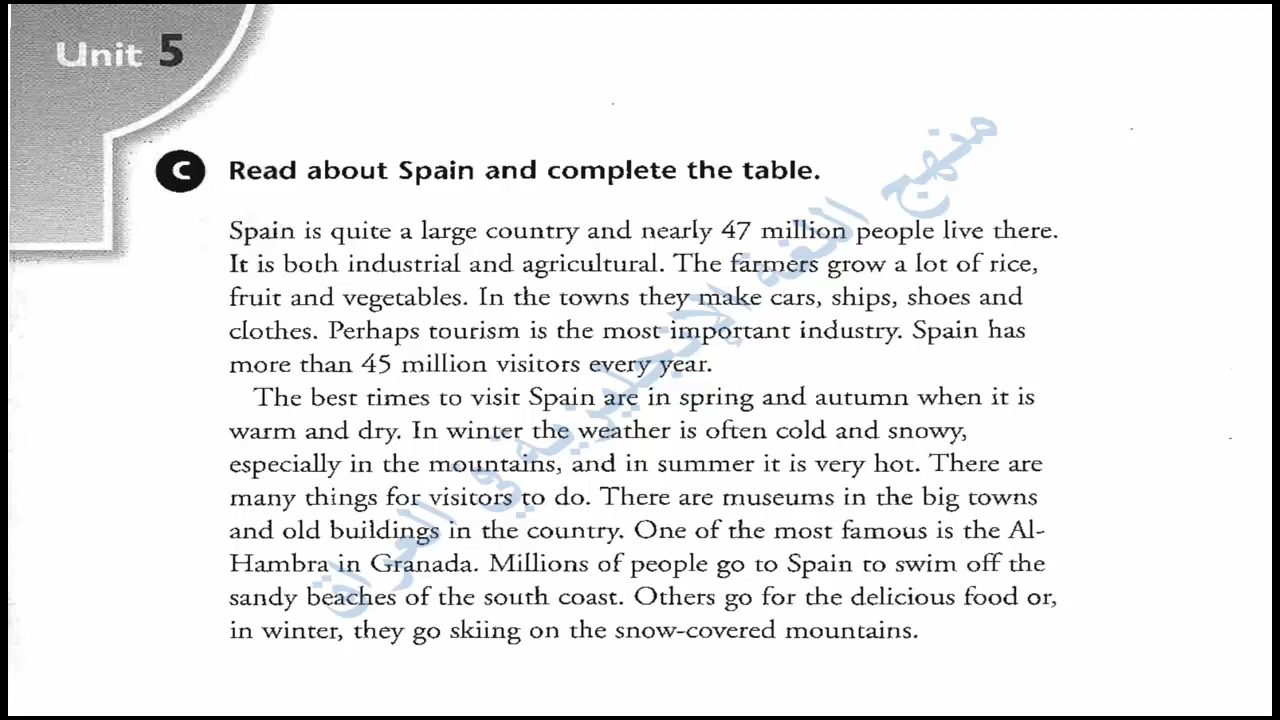 Unit 5
C Read about Spain and complete the table.
Spain is quite a large country and nearly 47 million people live there.
It is both industrial and agricultural. The farmers grow a lot of rice,
fruit and vegetables. In the towns they make cars, ships, shoes and
clothes. Perhaps tourism is the most important industry. Spain has
more than 45 million visitors every year.
The best times to visit Spain are in spring and autumn when it is
warm and dry. In winter the weather is often cold and snowy,
especially in the mountains, and in summer it is very hot. There are
many things for visitors to do. There are museums in the big towns
and old buildings in the country. One of the most famous is the Al-
Hambra in Granada. Millions of people go to Spain to swim off the
sandy beaches of the south coast. Others go for the delicious food or,
in winter, they go skiing on the snow-covered mountains.
منهج اللغة الإنجليزية في العراق